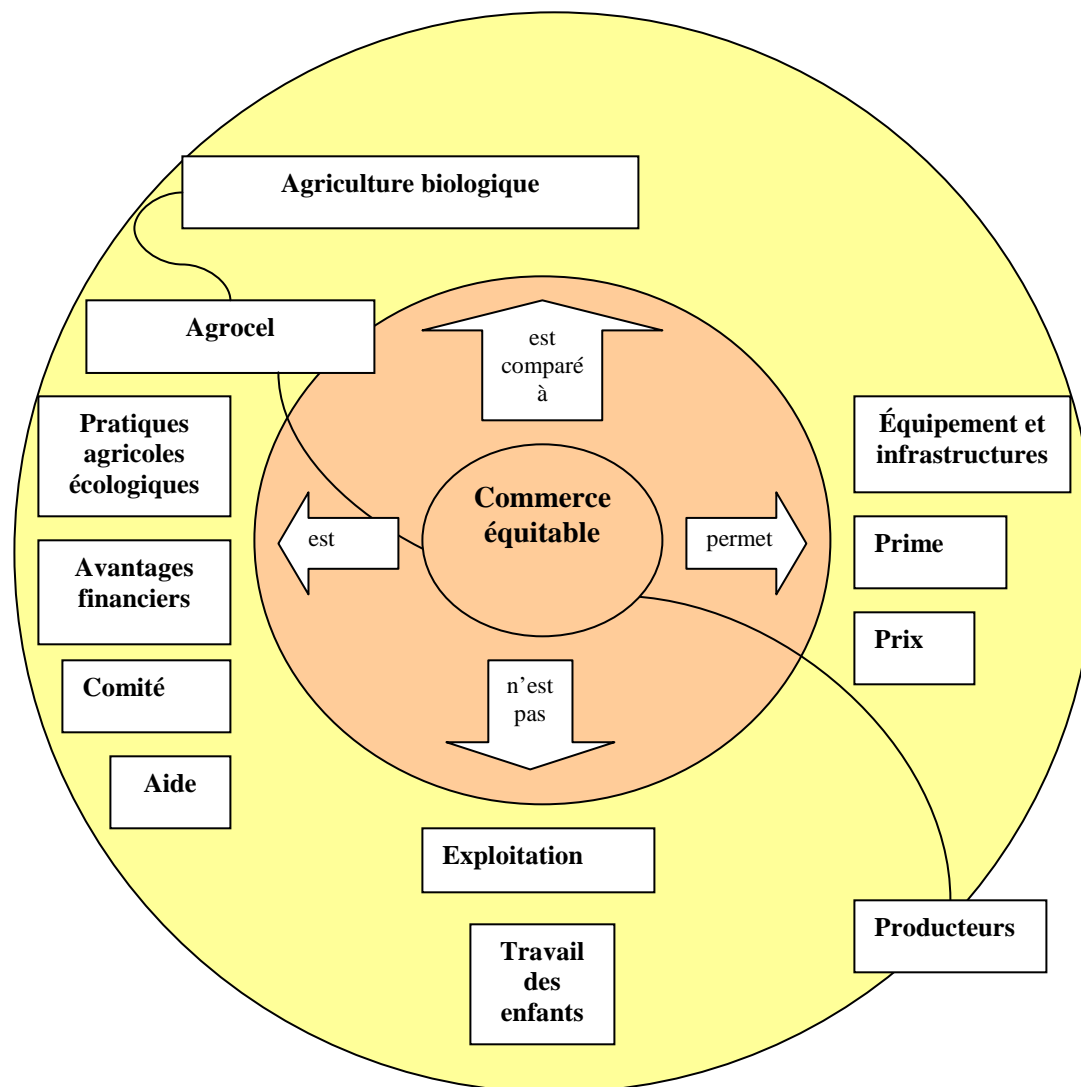 Agriculture biologique
Agrocel
est
comparé
à
Pratiques
agricoles
écologiques
Équipement et
infrastructures
Commerce
équitable
est
permet
Prime
Avantages
financiers
Prix
Comité
n'est
pas
Aide
Exploitation
Producteurs
Travail
des
enfants